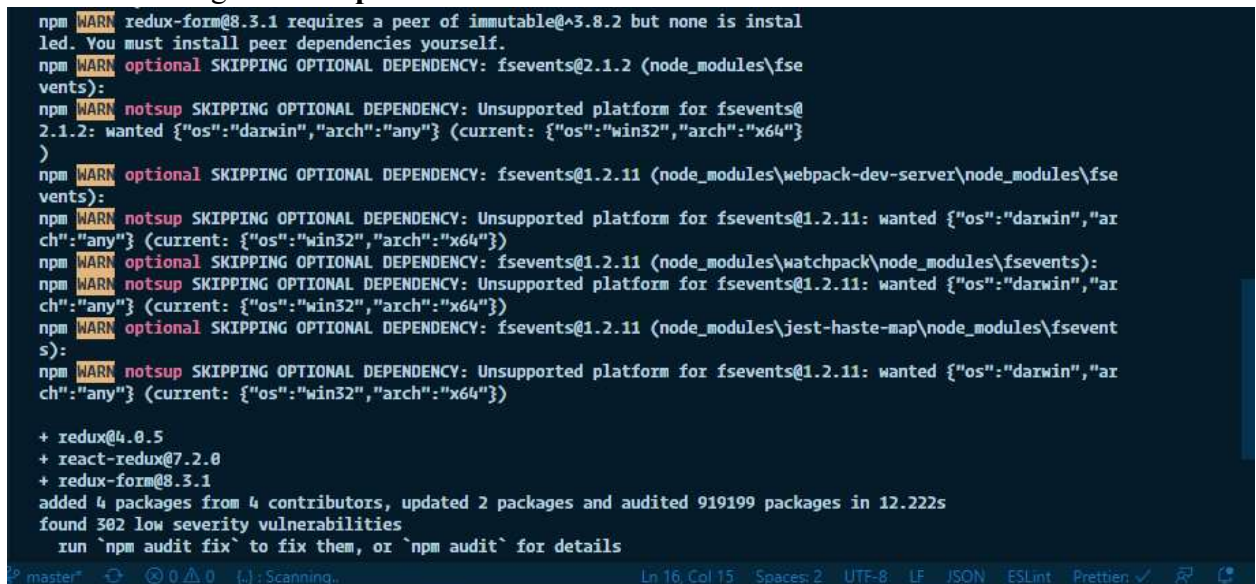 npm WARN redux-form@8.3.1 requires a peer of immutable@^3.8.2 but none is instal
led. You must install peer dependencies yourself.
npm WARN optional SKIPPING OPTIONAL DEPENDENCY: fsevents@2.1.2 (node_modules\fse
vents):
npm WARN notsup SKIPPING OPTIONAL DEPENDENCY: Unsupported platform for fsevents@
2.1.2: wanted {"os":"darwin","arch":"any"} (current: {"os":"win32","arch":"x64"}
)
npm WARN optional SKIPPING OPTIONAL DEPENDENCY: fsevents@1.2.11 (node_modules\webpack-dev-server\node_modules\fse
vents):
npm WARN notsup SKIPPING OPTIONAL DEPENDENCY: Unsupported platform for fsevents@1.2.11: wanted {"os":"darwin","ar
ch":"any"} (current: {"os":"win32","arch":"x64"})
npm WARN optional SKIPPING OPTIONAL DEPENDENCY: fsevents@1.2.11 (node_modules\watchpack\node_modules\fsevents):
npm WARN notsup SKIPPING OPTIONAL DEPENDENCY: Unsupported platform for fsevents@1.2.11: wanted {"os":"darwin","ar
ch":"any"} (current: {"os":"win32","arch":"x64"})
npm WARN optional SKIPPING OPTIONAL DEPENDENCY: fsevents@1.2.11 (node_modules\jest-haste-map\node_modules\fsevent
s):
npm WARN notsup SKIPPING OPTIONAL DEPENDENCY: Unsupported platform for fsevents@1.2.11: wanted {"os":"darwin","ar
ch":"any"} (current: {"os":"win32","arch":"x64"})
+ redux@4.0.5
+ react-redux@7.2.0
+ redux-form@8.3.1
added 4 packages from 4 contributors, updated 2 packages and audited 919199 packages in 12.222s
found 302 low severity vulnerabilities
run `npm audit fix` to fix them, or `npm audit` for details
master* 0 0 {..} : Scanning.. Ln 16, Col 15 Spaces: 2 UTF-8 LF JSON ESLint Prettier: ✓